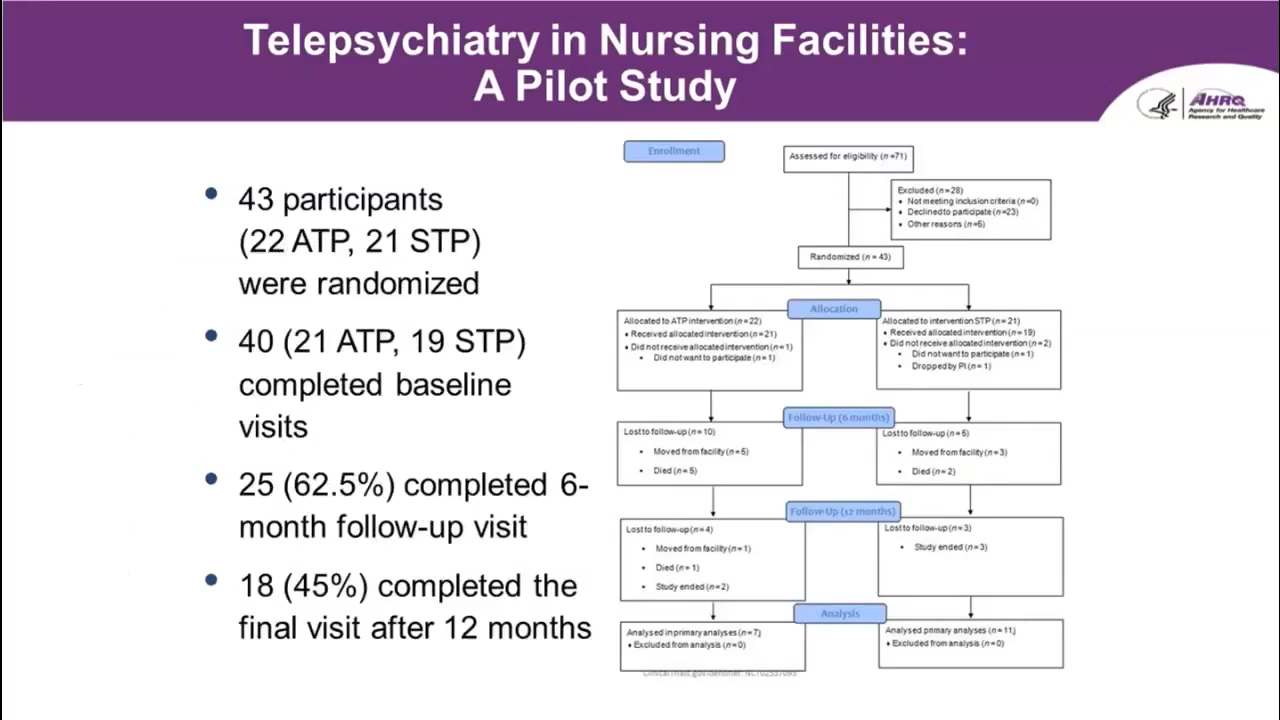 Telepsychiatry in Nursing Facilities:
A Pilot Study
AHRQ
Agency for Healthcare
Research and Quality
• 43 participants
(22 ATP, 21 STP)
were randomized
• 40 (21 ATP, 19 STP)
completed baseline
visits
• 25 (62.5%) completed 6-
month follow-up visit
• 18 (45%) completed the
final visit after 12 months
Enrollment
Assessed for eligibility (n=71)
Excluded (n=28)
• Not meeting inclusion criteria (n=0)
• Declined to participate (n=23)
• Other reasons (n=5)
Randomized (n=43)
Allocation
Allocated to ATP intervention (n=22)
• Received allocated intervention (n=21)
• Did not receive allocated intervention (n=1)
• Did not want to participate (n=1)
Allocated to intervention STP (n=21)
• Received allocated intervention (n=19)
• Did not receive allocated intervention (n=2)
• Did not want to participate (n=1)
• Dropped by PI (n=1)
Follow-Up (6 months)
Lost to follow-up (n=10)
• Moved from facility (n=5)
• Died (n=5)
Lost to follow-up (n=5)
• Moved from facility (n=3)
• Died (n=2)
Follow-Up (12 months)
Lost to follow-up (n=4)
• Moved from facility (n=1)
• Died (n=1)
• Study ended (n=2)
Lost to follow-up (n=3)
• Study ended (n=3)
Analysis
Analysed in primary analyses (n=7)
• Excluded from analysis (n=0)
Analysed primary analyses (n=11)
• Excluded from analysis (n=0)